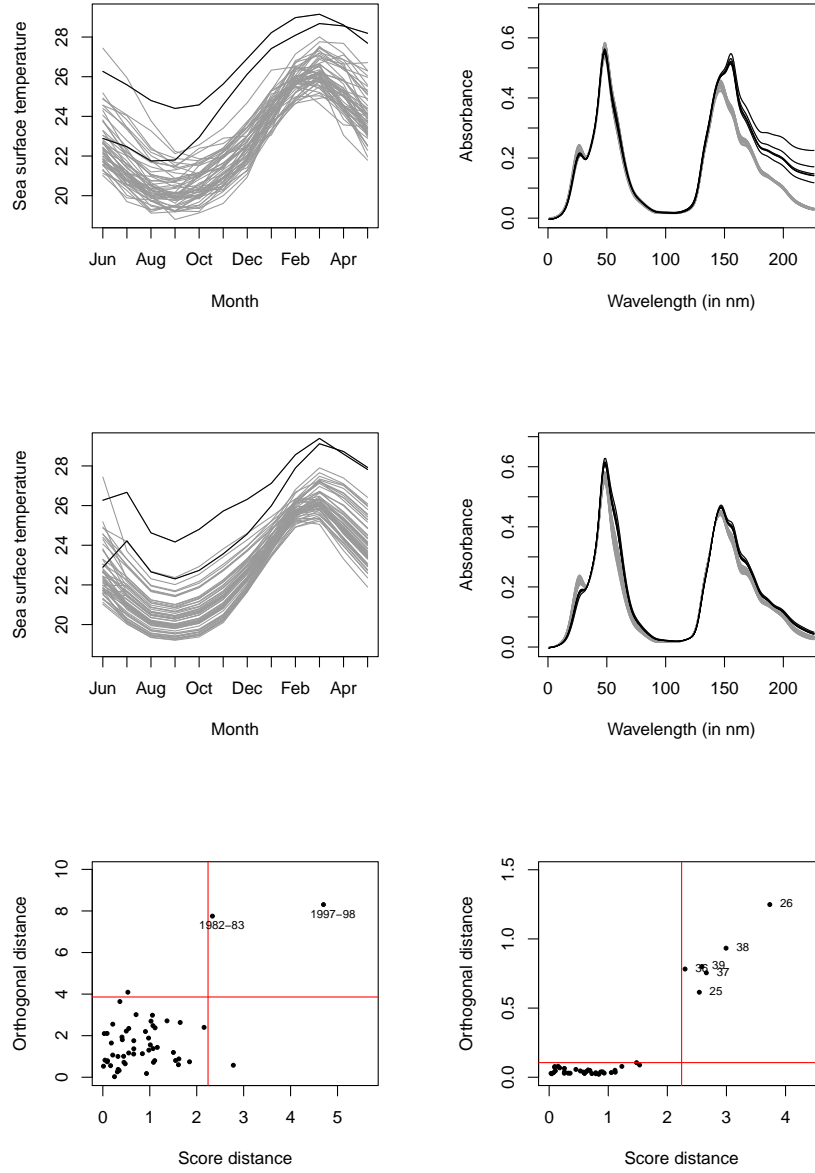 Sea surface temperature
28
26
24
22
20
Jun Aug Oct Dec Feb Apr
Month
Absorbance
0.6
0.4
0.2
0.0
0 50 100 150 200
Wavelength (in nm)
Sea surface temperature
28
26
24
22
20
Jun Aug Oct Dec Feb Apr
Month
Absorbance
0.6
0.4
0.2
0.0
0 50 100 150 200
Wavelength (in nm)
Orthogonal distance
10
8
6
4
2
0
1982−83
1997−98
0 1 2 3 4 5
Score distance
Orthogonal distance
1.5
1.0
0.5
0.0
26
38
36
39
37
25
0 1 2 3 4
Score distance